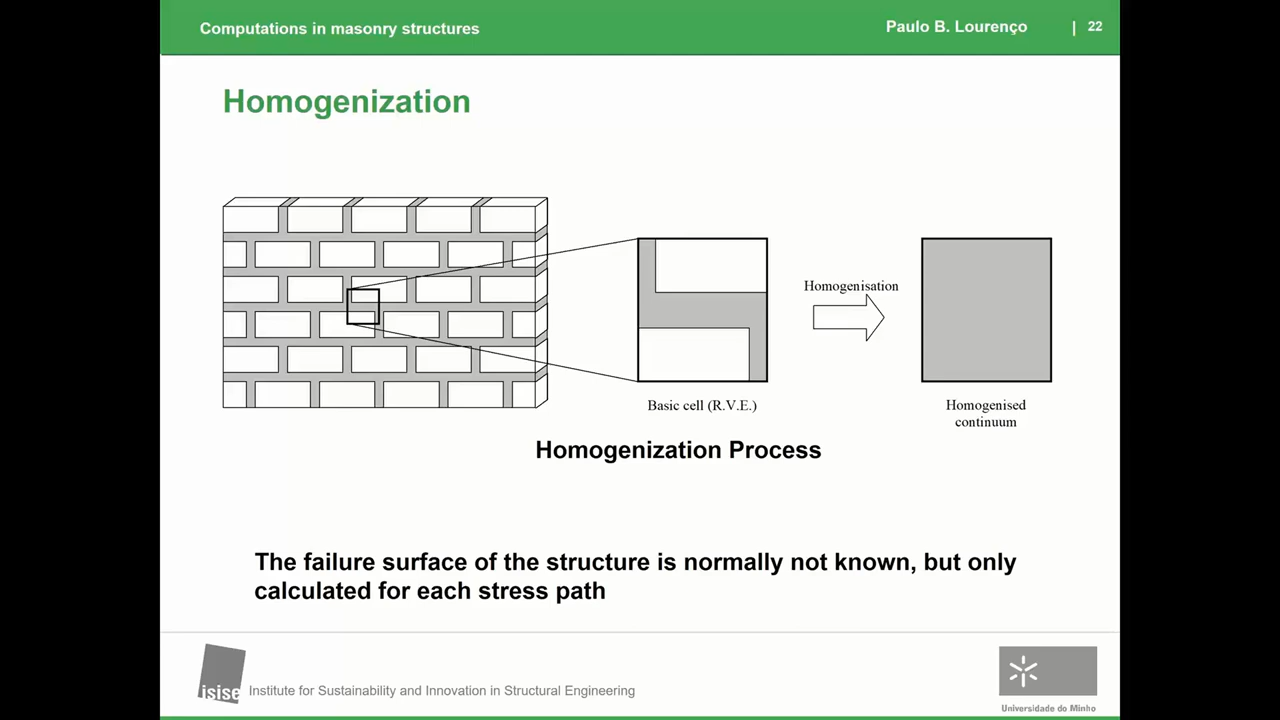 Computations in masonry structures
Paulo B. Lourenço | 22
Homogenization
Homogenisation
Basic cell (R.V.E.)
Homogenised
continuum
Homogenization Process
The failure surface of the structure is normally not known, but only
calculated for each stress path
isise
Institute for Sustainability and Innovation in Structural Engineering
Universidade do Minho